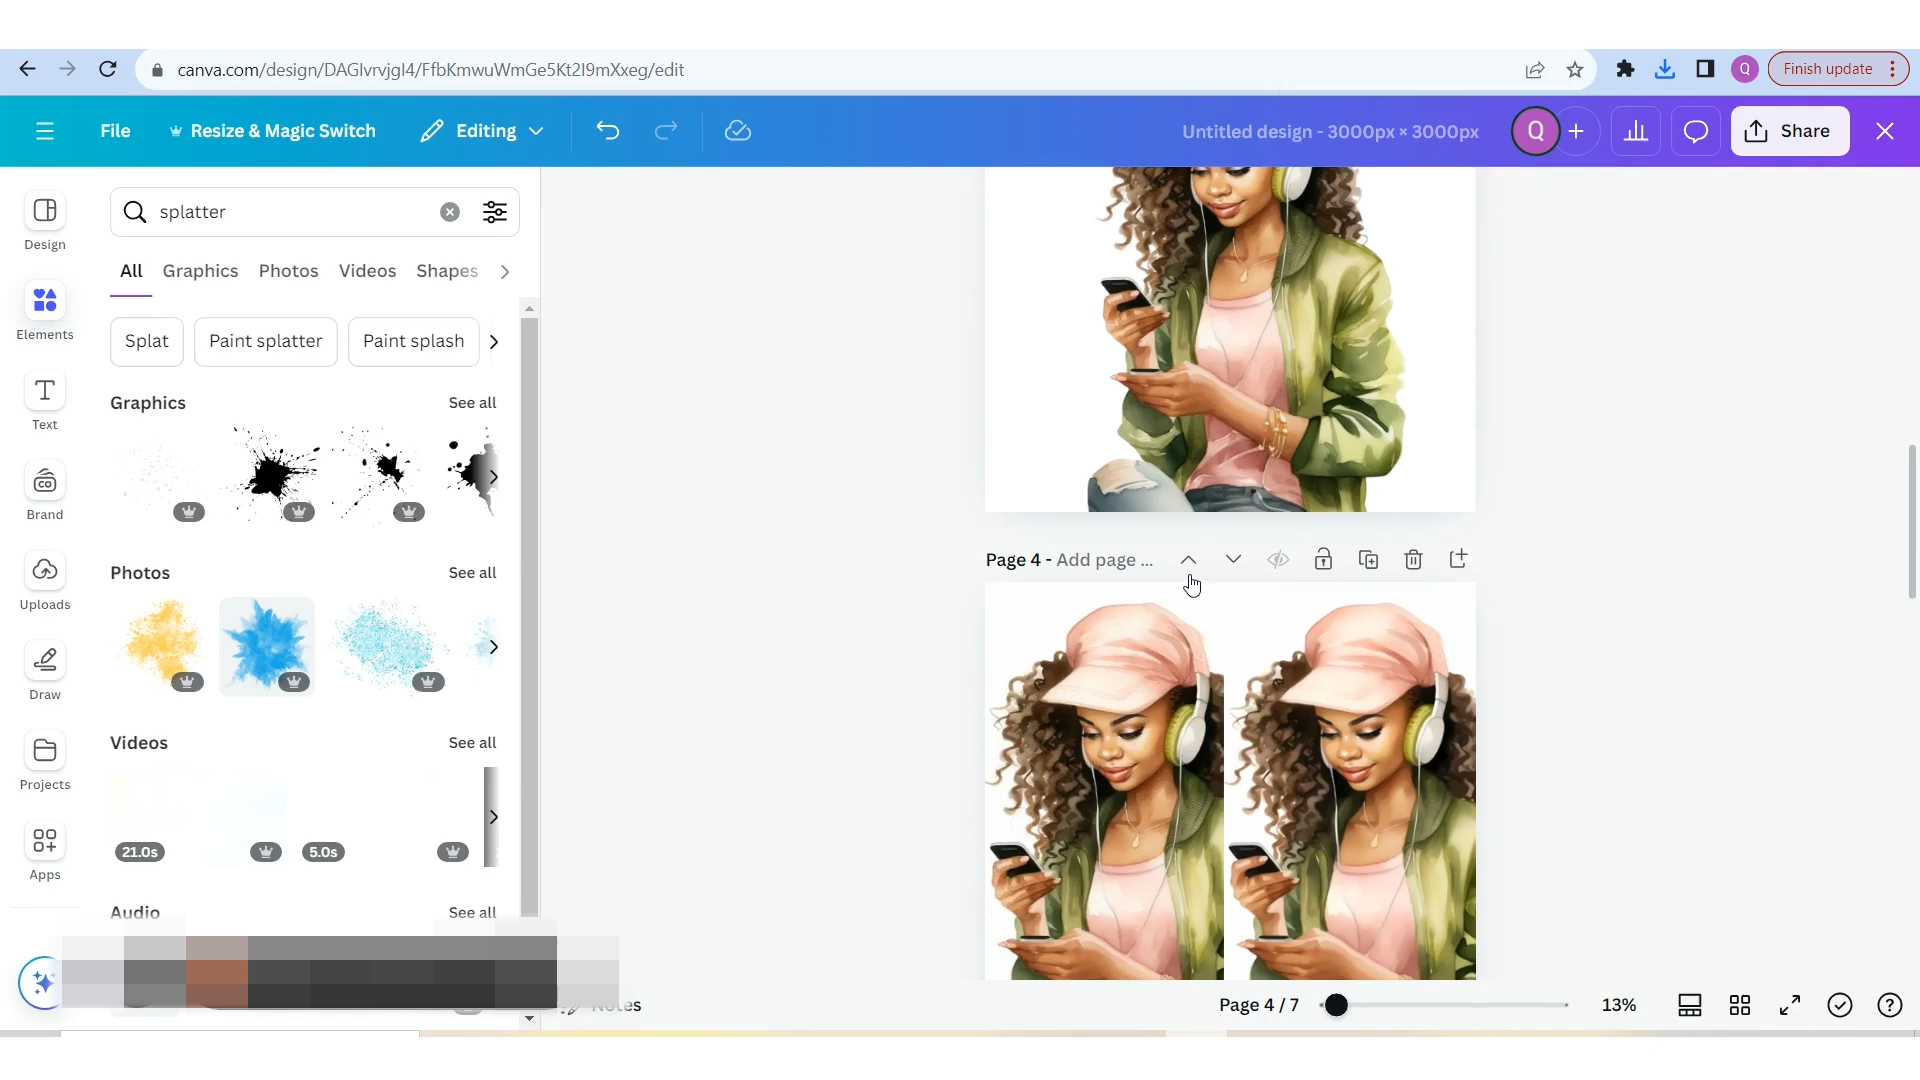 canva.com/design/DAGIvrvjgI4/FfbKmwuWmGe5Kt2I9mXxeg/edit
Q
Finish update
File
Resize & Magic Switch
Editing
Untitled design - 3000px × 3000px
Q
Share
splatter
Design
Elements
Text
Brand
Uploads
Draw
Projects
Apps
All
Graphics
Photos
Videos
Shapes
Splat
Paint splatter
Paint splash
Graphics
See all
Photos
See all
Videos
See all
21.0s
5.0s
Audio
See all
Page 4 - Add page ...
Notes
Page 4 / 7
13%